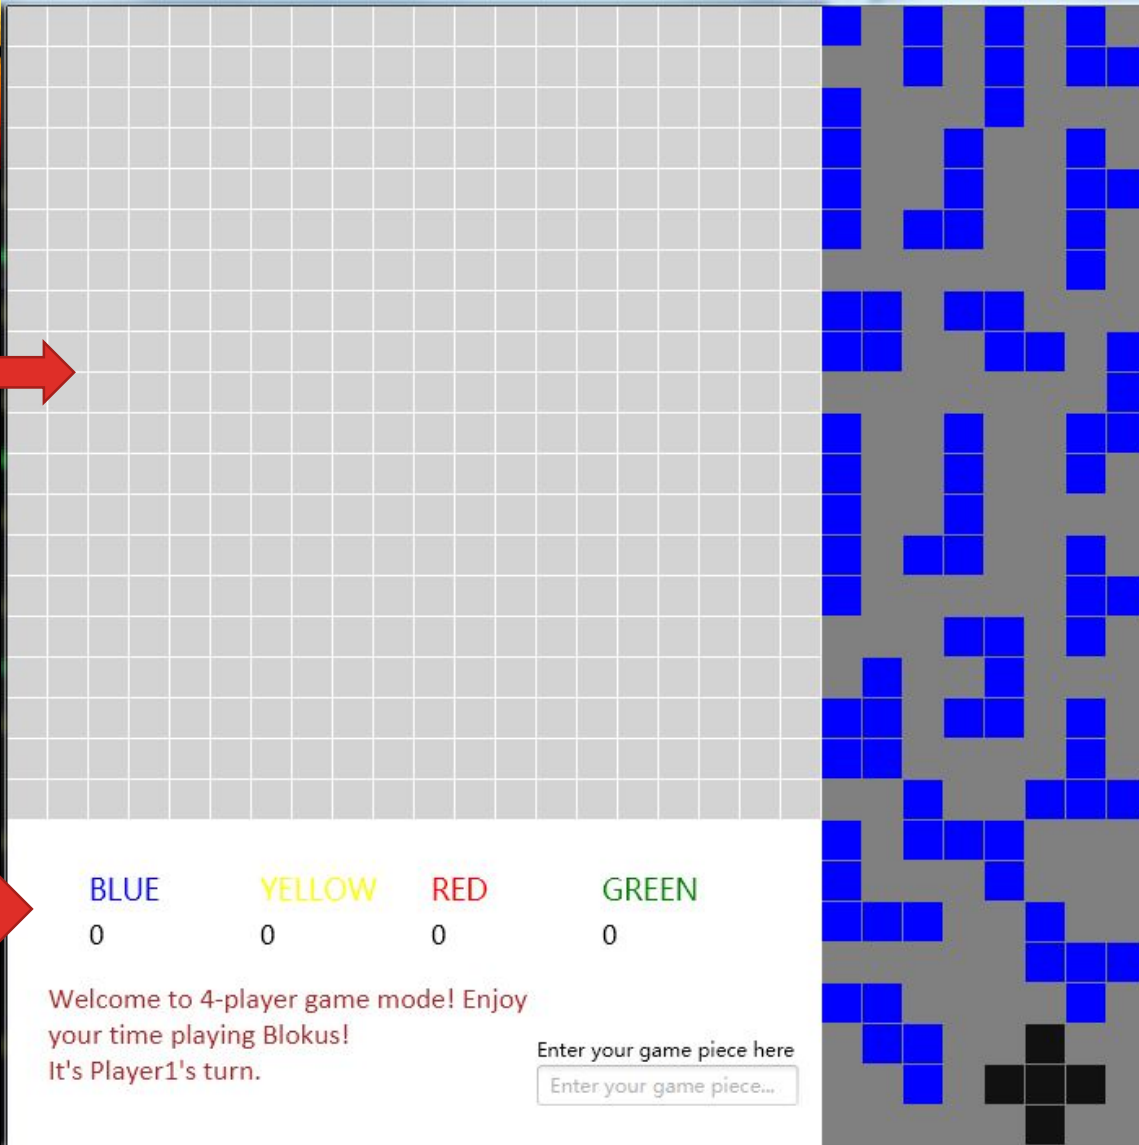 BLUE YELLOW RED GREEN
0 0 0 0
Welcome to 4-player game mode! Enjoy
your time playing Blokus!
It's Player1's turn.
Enter your game piece here
Enter your game piece...